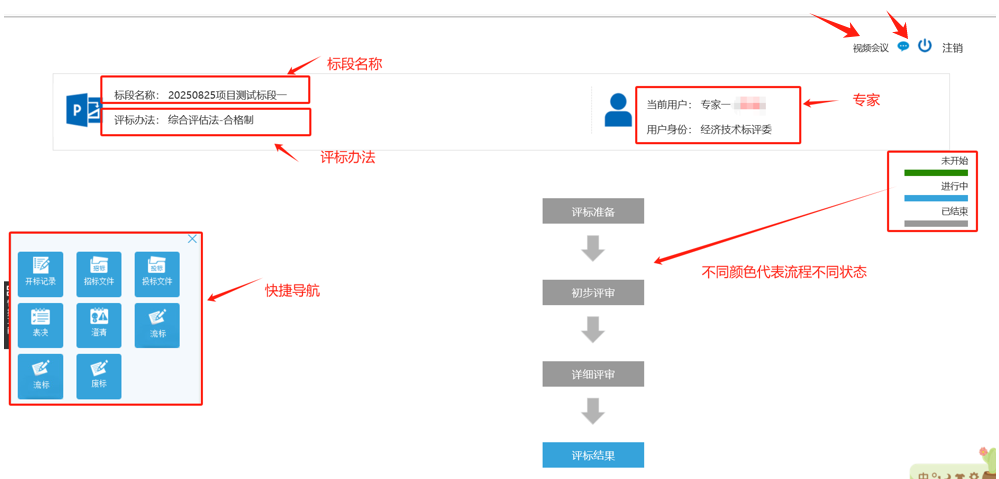 视频会议
注销
标段名称
标段名称： 20250825项目测试标段一
评标办法： 综合评估法-合格制
评标办法
P
当前用户： 专家一
用户身份： 经济技术标评委
专家
未开始
进行中
已结束
不同颜色代表流程不同状态
评标准备
初步评审
详细评审
评标结果
快捷导航
开标记录
招标
招标文件
投标
投标文件
表决
澄清
流标
流标
废标
中